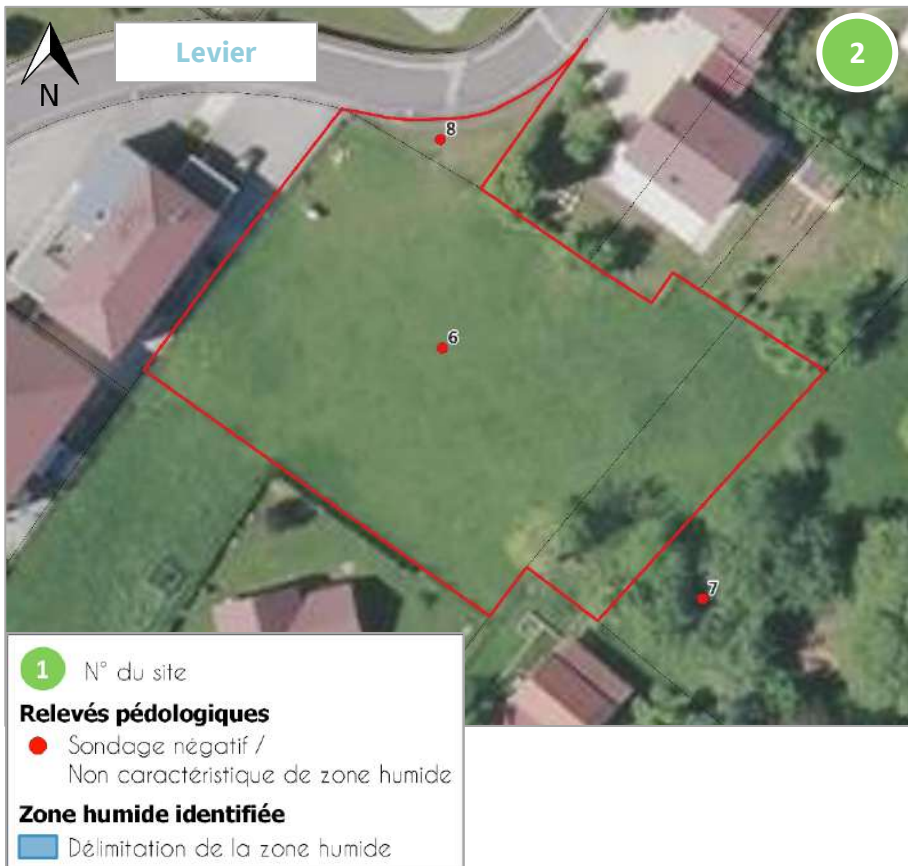 Levier
2
N
8
6
7
1 N° du site
Relevés pédologiques
Sondage négatif /
Non caractéristique de zone humide
Zone humide identifiée
Délimitation de la zone humide